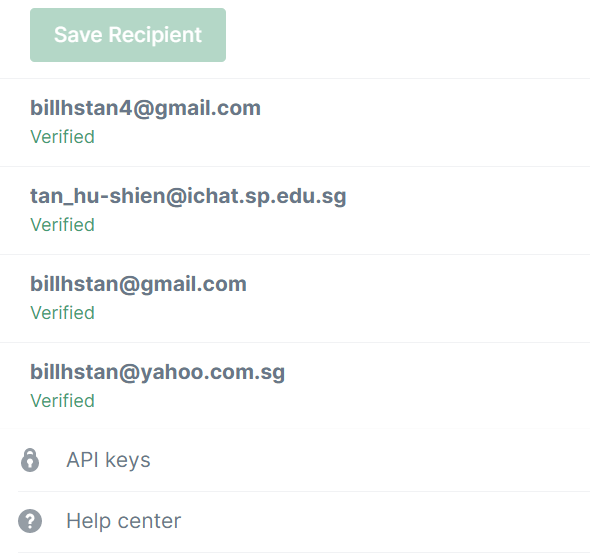 Save Recipient
billhstan4@gmail.com
Verified
tan_hu-shien@ichat.sp.edu.sg
Verified
billhstan@gmail.com
Verified
billhstan@yahoo.com.sg
Verified
API keys
Help center